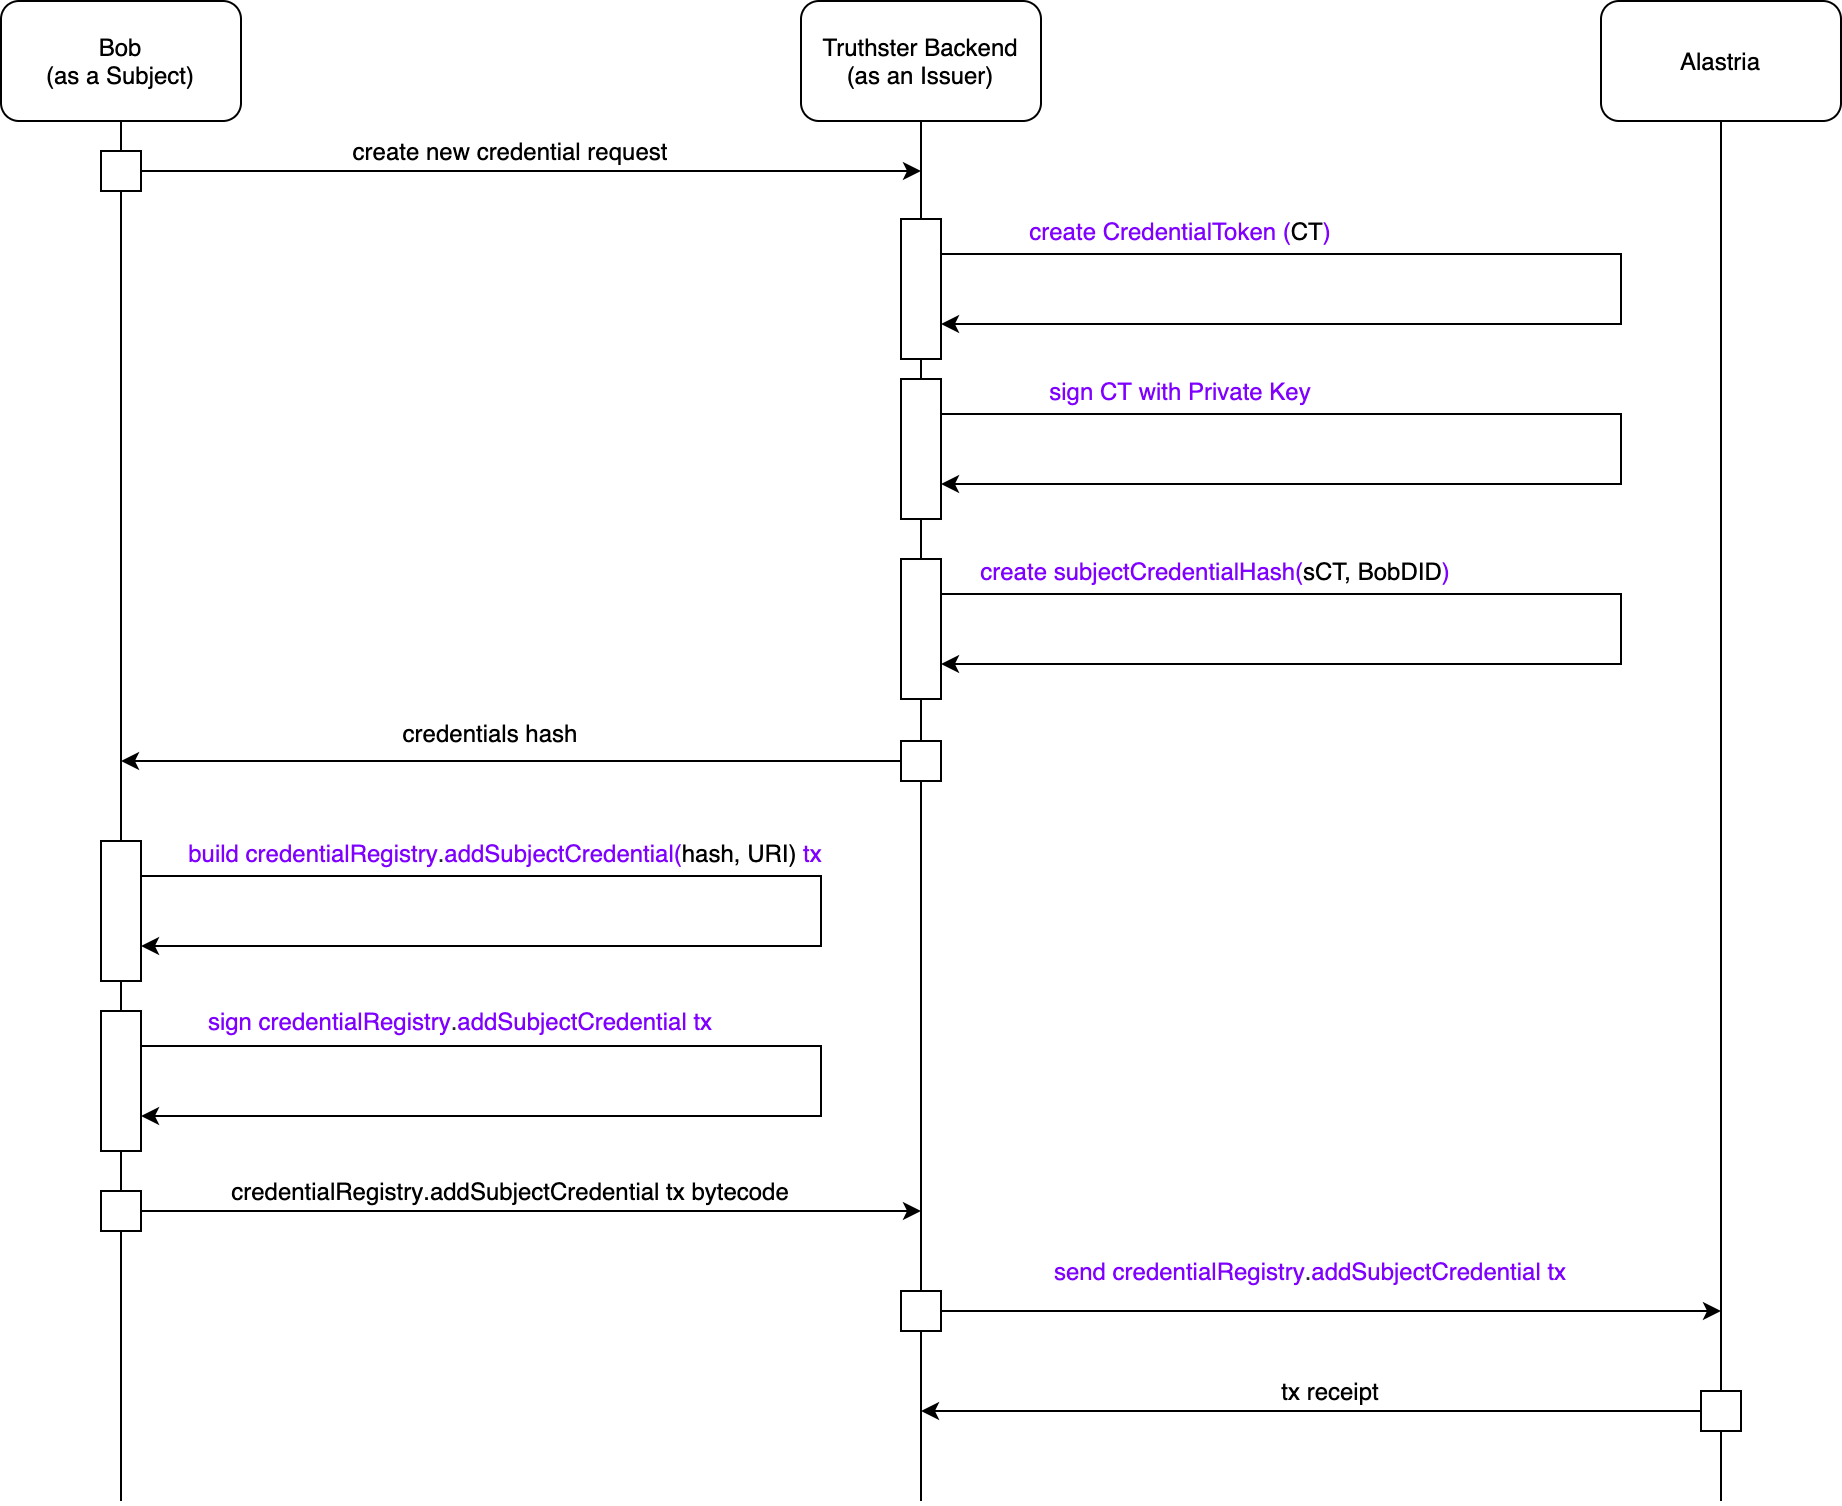 Bob
(as a Subject)
Truthster Backend
(as an Issuer)
Alastria
create new credential request
create CredentialToken (CT)
sign CT with Private Key
create subjectCredentialHash(sCT, BobDID)
credentials hash
build credentialRegistry.addSubjectCredential(hash, URI) tx
sign credentialRegistry.addSubjectCredential tx
credentialRegistry.addSubjectCredential tx bytecode
send credentialRegistry.addSubjectCredential tx
tx receipt